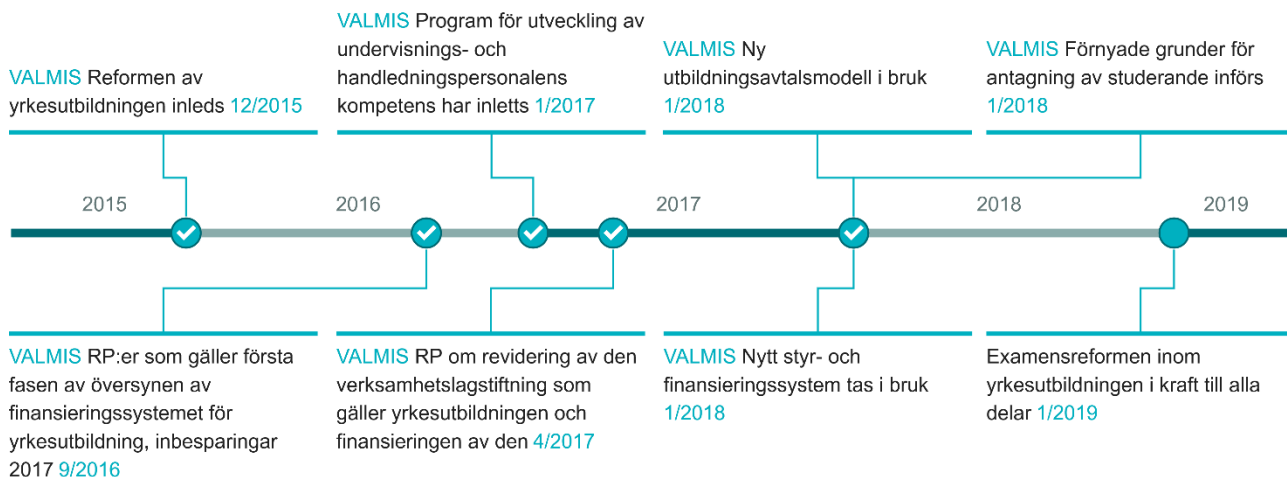 VALMIS Reformen av
yrkesutbildningen inleds 12/2015
VALMIS Program för utveckling av
undervisnings- och
handledningspersonalens
kompetens har inletts 1/2017
VALMIS Ny
utbildningsavtalsmodell i bruk
1/2018
VALMIS Förnyade grunder för
antagning av studerande införs
1/2018
2015
2016
2017
2018
2019
VALMIS RP:er som gäller första
fasen av översynen av
finansieringssystemet för
yrkesutbildning, inbesparingar
2017 9/2016
VALMIS RP om revidering av den
verksamhetslagstiftning som
gäller yrkesutbildningen och
finansieringen av den 4/2017
VALMIS Nytt styr- och
finansieringssystem tas i bruk
1/2018
Examensreformen inom
yrkesutbildningen i kraft till alla
delar 1/2019